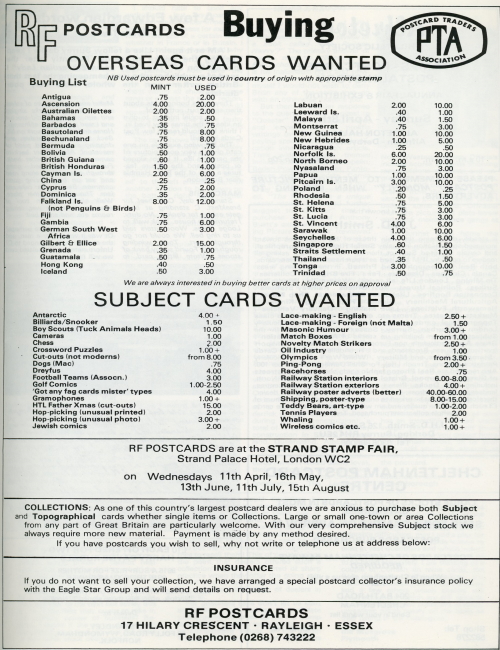 RF POSTCARDS Buying
POSTCARD TRADERS
PTA
ASSOCIATION
OVERSEAS CARDS WANTED
NB Used postcards must be used in country of origin with appropriate stamp
Buying List
MINT USED
Antigua .75 2.00
Ascension 4.00 20.00
Australian Oilettes 2.00 2.00
Bahamas .35 .50
Barbados .35 .75
Basutoland .75 8.00
Bechunaland .75 8.00
Bermuda .35 .75
Bolivia .50 1.00
British Guiana .60 1.00
British Honduras 1.50 4.00
Cayman Is. 2.00 6.00
China .25 .25
Cyprus .75 2.00
Dominica .35 2.00
Falkland Is. 8.00 12.00
(not Penguins & Birds)
Fiji .75 1.00
Gambia .75 6.00
German South West .50 3.00
Africa
Gilbert & Ellice 2.00 15.00
Grenada .35 1.00
Guatamala .50 .75
Hong Kong .40 .50
Iceland .50 3.00
Labuan 2.00 10.00
Leeward Is. .40 1.00
Malaya .40 1.50
Montserrat .75 3.00
New Guinea 1.00 10.00
New Hebrides 1.00 5.00
Nicaragua .25 .50
Norfolk Is. 6.00 20.00
North Borneo 2.00 10.00
Nyasaland .75 3.00
Papua 1.00 10.00
Pitcairn Is. 3.00 10.00
Poland .20 .25
Rhodesia .50 1.50
St. Helena .75 5.00
St. Kitts .75 3.00
St. Lucia .75 3.00
St. Vincent 4.00 6.00
Sarawak 1.00 10.00
Seychelles 4.00 6.00
Singapore .60 1.50
Straits Settlement .40 1.00
Thailand .35 .50
Tonga 3.00 10.00
Trinidad .50 .75
We are always interested in buying better cards at higher prices on approval
SUBJECT CARDS WANTED
Antarctic 4.00 +
Billiards/Snooker 1.50
Boy Scouts (Tuck Animals Heads) 10.00
Cameras 1.00
Chess 2.00
Crossword Puzzles 1.00 +
Cut-outs (not moderns) from 8.00
Dogs (Mac) .75
Dreyfus 4.00
Football Teams (Assocn.) 3.00
Golf Comics 1.00-2.50
'Got any fag cards mister' types 4.00
Gramophones 1.00 +
HTL Father Xmas (cut-outs) 15.00
Hop-picking (unusual printed) 2.00
Hop-picking (unusual photo) 3.00 +
Jewish comics 2.00
Lace-making - English 2.50 +
Lace-making - Foreign (not Malta) 1.50
Masonic Humour 3.00 +
Match Boxes from 1.00
Novelty Match Strikers 2.50 +
Oil Industry 1.00
Olympics from 3.50
Ping-Pong 2.00 +
Racehorses .75
Railway Station interiors 6.00-8.00
Railway Station exteriors 4.00 +
Railway poster adverts (better) 40.00-60.00
Shipping, poster-type 8.00-15.00
Teddy Bears, art-type 1.00-2.00
Tennis Players 2.00
Whaling 1.00 +
Wireless comics etc. 1.00 +
RF POSTCARDS are at the STRAND STAMP FAIR,
Strand Palace Hotel, London WC2
on Wednesdays 11th April, 16th May,
13th June, 11th July, 15th August
COLLECTIONS: As one of this country's largest postcard dealers we are anxious to purchase both Subject
and Topographical cards whether single items or Collections. Large or small one-town or area Collections
from any part of Great Britain are particularly welcome. With our very comprehensive Subject stock we
always require more new material. Payment is made by any method desired.
If you have postcards you wish to sell, why not write or telephone us at address below:
INSURANCE
If you do not want to sell your collection, we have arranged a special postcard collector's insurance policy
with the Eagle Star Group and will send details on request.
RF POSTCARDS
17 HILARY CRESCENT · RAYLEIGH · ESSEX
Telephone (0268) 743222